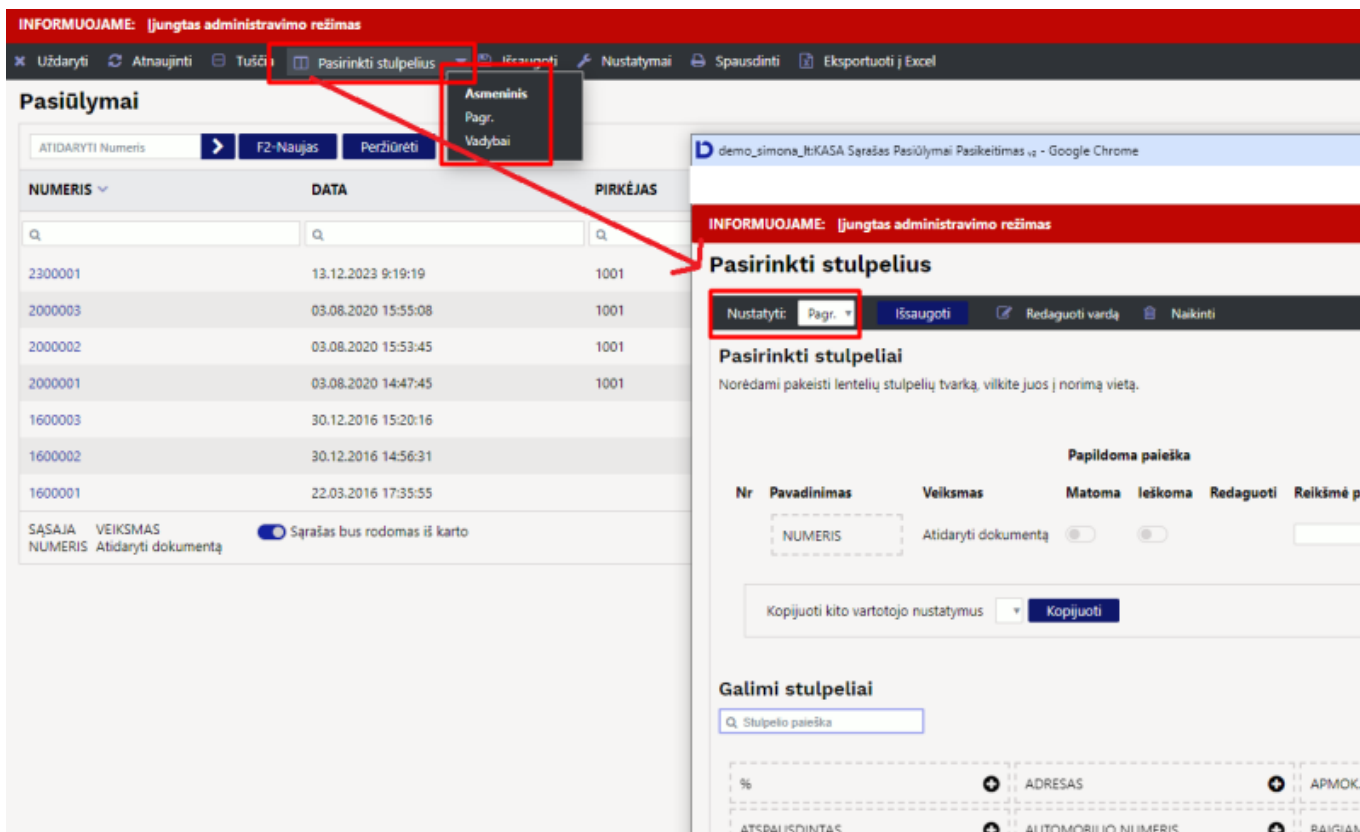 INFORMUOJAME: Įjungtas administravimo režimas
Uždaryti Atnaujinti Pasirinkti stulpelius Išsaugoti Nustatymai Spausdinti Eksportuoti į Excel
Pasiūlymai
Asmeninis
Pagr.
Vadybai
ATIDARYTI Numeris F2-Naujas Peržiūrėti
NUMERIS DATA PIRKĖJAS
2300001 13.12.2023 9:19:19 1001
2000003 03.08.2020 15:55:08 1001
2000002 03.08.2020 15:53:45 1001
2000001 03.08.2020 14:47:45 1001
1600003 30.12.2016 15:20:16
1600002 30.12.2016 14:56:31
1600001 22.03.2016 17:35:55
SĄSAJA VEIKSMAS Sąrašas bus rodomas iš karto
NUMERIS Atidaryti dokumentą
demo_simona_lt:KASA Sąrašas Pasiūlymai Pasikeitimas v2 - Google Chrome
INFORMUOJAME: Įjungtas administravimo režimas
Pasirinkti stulpelius
Nustatyti: Pagr. Išsaugoti Redaguoti vardą Naikinti
Pasirinkti stulpeliai
Norėdami pakeisti lentelių stulpelių tvarką, vilkite juos į norimą vietą.
Papildoma paieška
Nr Pavadinimas Veiksmas Matoma Ieškoma Redaguoti Reikšmė p
NUMERIS Atidaryti dokumentą
Kopijuoti kito vartotojo nustatymus Kopijuoti
Galimi stulpeliai
Stulpelio paieška
% ADRESAS APMOK
ATSPAUSDINTAS AUTOMOBILIO NUMERIS